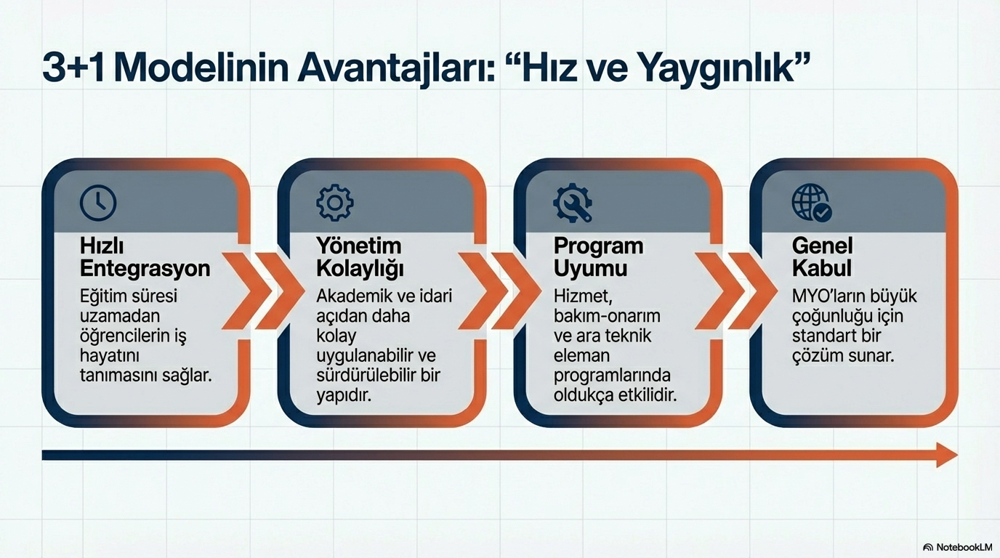 3+1 Modelinin Avantajları: “Hız ve Yaygınlık”
Hızlı
Entegrasyon
Eğitim süresi
uzamadan
öğrencilerin iş
hayatını
tanımasını sağlar.
Yönetim
Kolaylığı
Akademik ve idari
açıdan daha
kolay
uygulanabilir ve
sürdürülebilir bir
yapıdır.
Program
Uyumu
Hizmet,
bakım-onarım
ve ara teknik
eleman
programlarında
oldukça etkilidir.
Genel
Kabul
MYO’ların büyük
çoğunluğu için
standart bir
çözüm sunar.
NotebookLM